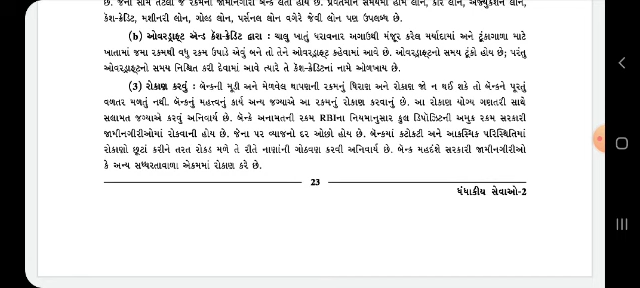 છે. જેના સામે તેટલી જ રકમની જામીનગીરી બૅન્ક લેતી હોય છે. પ્રવર્તમાન સમયમાં હોમ લોન, કાર લોન, એજ્યુકેશન લોન,
કૅશ-ક્રેડિટ, મશીનરી લોન, ગોલ્ડ લોન, પર્સનલ લોન વગેરે જેવી લોન પણ ઉપલબ્ધ છે.
(b) ઓવરડ્રાફ્ટ ઍન્ડ કૅશ-ક્રેડિટ દ્વારા : ચાલુ ખાતું ધરાવનાર અગાઉથી મંજૂર કરેલ મર્યાદામાં અને ટૂંકાગાળા માટે
ખાતામાં જમા રકમથી વધુ રકમ ઉપાડે એવું બને તો તેને ઓવરડ્રાફ્ટ કહેવામાં આવે છે. ઓવરડ્રાફ્ટનો સમય ટૂંકો હોય છે; પરંતુ
ઓવરડ્રાફ્ટનો સમય નિશ્ચિત કરી દેવામાં આવે ત્યારે તે કૅશ-ક્રેડિટના નામે ઓળખાય છે.
(3) રોકાણ કરવું : બૅન્કની મૂડી અને મેળવેલ થાપણની રકમનું ધિરાણ અને રોકાણ જો ન થઈ શકે તો બૅન્કને પૂરતું
વળતર મળતું નથી. બૅન્કનું મહત્ત્વનું કાર્ય અન્ય જગ્યાએ આ રકમનું રોકાણ કરવાનું છે. આ રોકાણ યોગ્ય ગણતરી સાથે
સલામત જગ્યાએ કરવું અનિવાર્ય છે. બૅન્કે અનામતની રકમ RBIના નિયમાનુસાર કુલ ડિપોઝિટની અમુક રકમ સરકારી
જામીનગીરીઓમાં રોકવાની હોય છે. જેના પર વ્યાજનો દર ઓછો હોય છે. બૅન્કમાં કટોકટી અને આકસ્મિક પરિસ્થિતિમાં
રોકાણો છૂટાં કરીને તરત રોકડ મળે તે રીતે નાણાંની ગોઠવણ કરવી અનિવાર્ય છે. બૅન્ક મહદંશે સરકારી જામીનગીરીઓ
કે અન્ય સધ્ધરતાવાળા એકમમાં રોકાણ કરે છે.
23
ધંધાકીય સેવાઓ-2